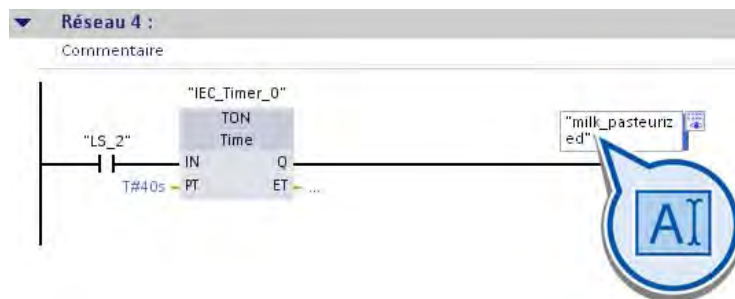 Réseau 4 :
Commentaire
"IEC_Timer_0"
TON
Time
"LS_2"
IN
Q
T#40s
PT
ET
...
"milk_pasteuriz
ed"
A